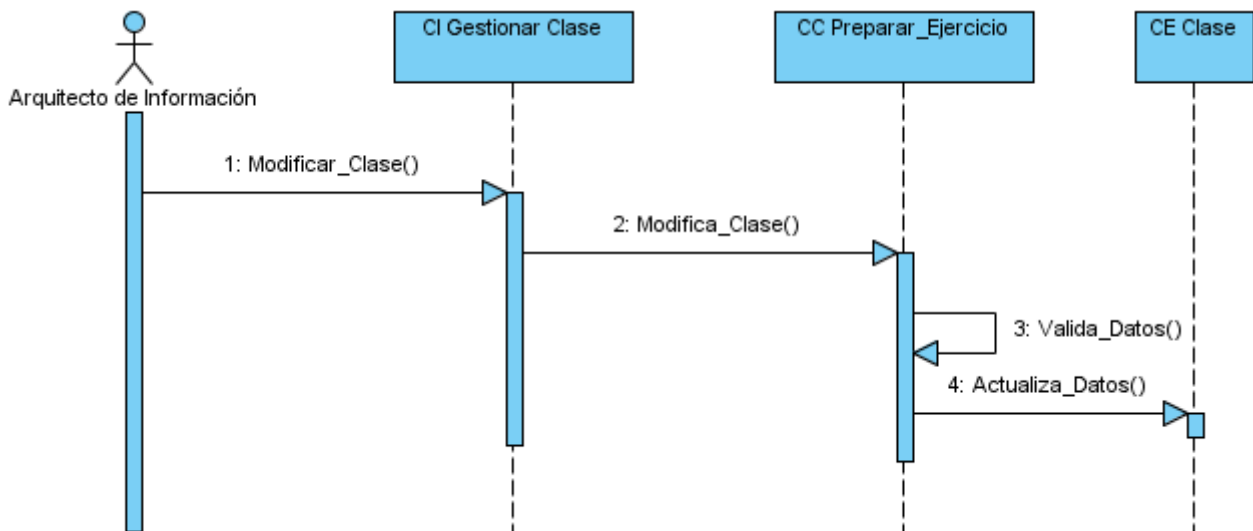 CI Gestionar Clase
CC Preparar_Ejercicio
CE Clase
Arquitecto de Información
1: Modificar_Clase()
2: Modifica_Clase()
3: Valida_Datos()
4: Actualiza_Datos()